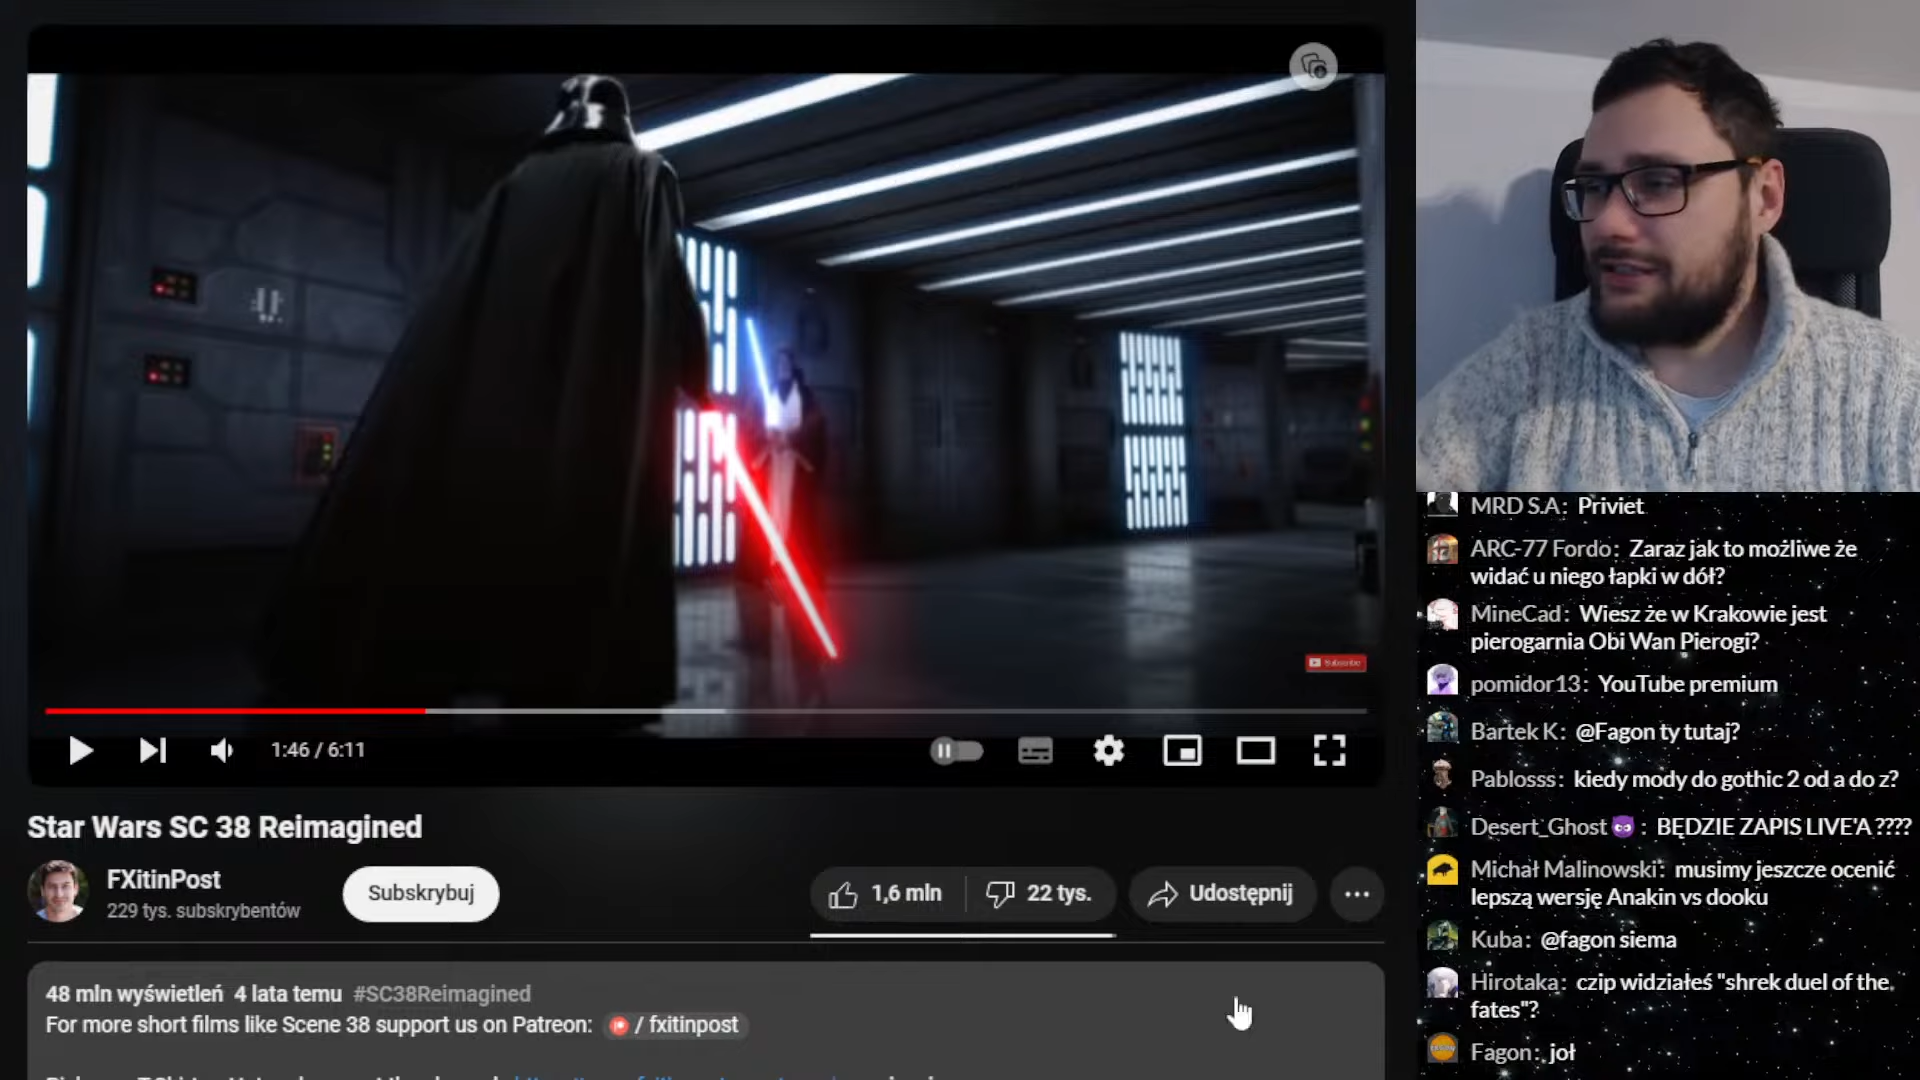 Subscribe
1:46 / 6:11
Star Wars SC 38 Reimagined
FXitinPost
229 tys. subskrybentów
Subskrybuj
1,6 mln
22 tys.
Udostępnij
48 mln wyświetleń 4 lata temu #SC38Reimagined
For more short films like Scene 38 support us on Patreon: / fxitinpost
MRD S.A: Priviet
ARC-77 Fordo: Zaraz jak to możliwe że
widać u niego łapki w dół?
MineCad: Wiesz że w Krakowie jest
pierogarnia Obi Wan Pierogi?
pomidor13: YouTube premium
Bartek K: @Fagon ty tutaj?
Pablosss: kiedy mody do gothic 2 od a do z?
Desert_Ghost😈: BĘDZIE ZAPIS LIVE'A ????
Michał Malinowski: musimy jeszcze ocenić
lepszą wersję Anakin vs dooku
Kuba: @fagon siema
Hirotaka: czip widziałeś "shrek duel of the
fates"?
Fagon: joł